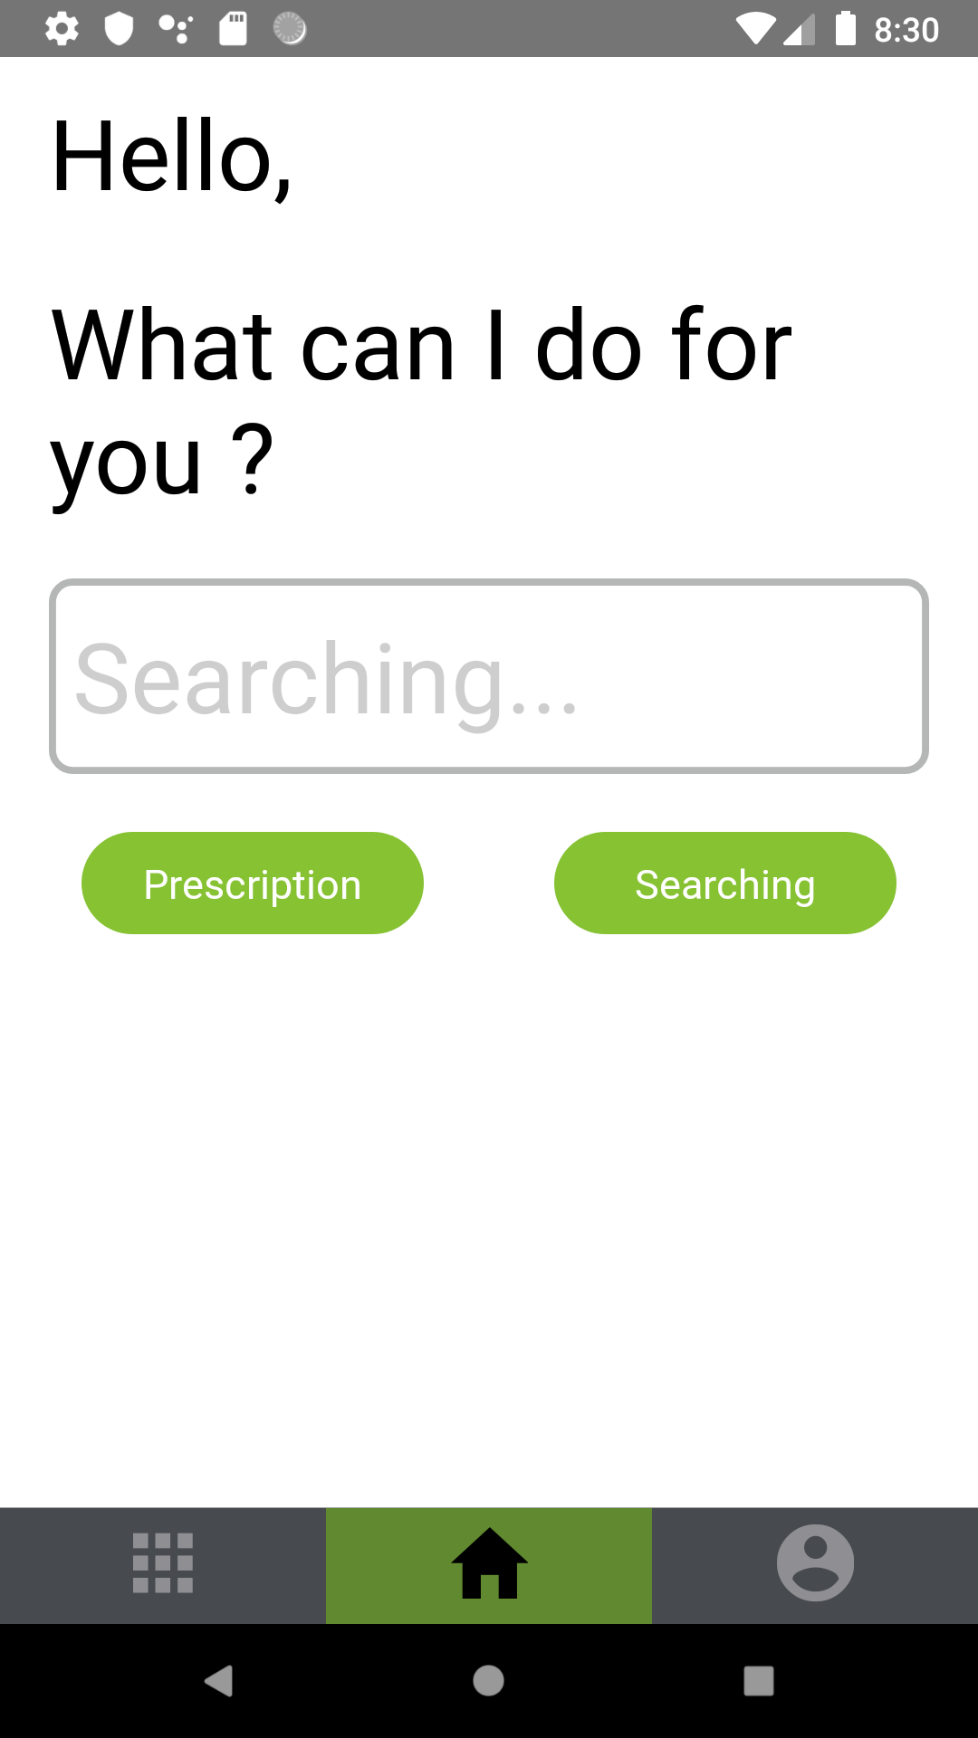 8:30
Hello,
What can I do for
you ?
Searching...
Prescription
Searching